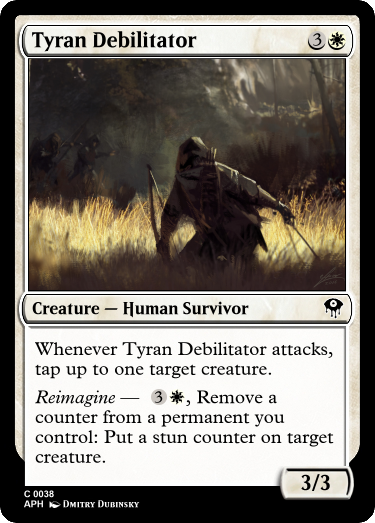 Tyran Debilitator 3
Creature — Human Survivor
Whenever Tyran Debilitator attacks,
tap up to one target creature.
Reimagine — 3, Remove a
counter from a permanent you
control: Put a stun counter on target
creature.
3/3
C 0038
APH Dmitry Dubinsky